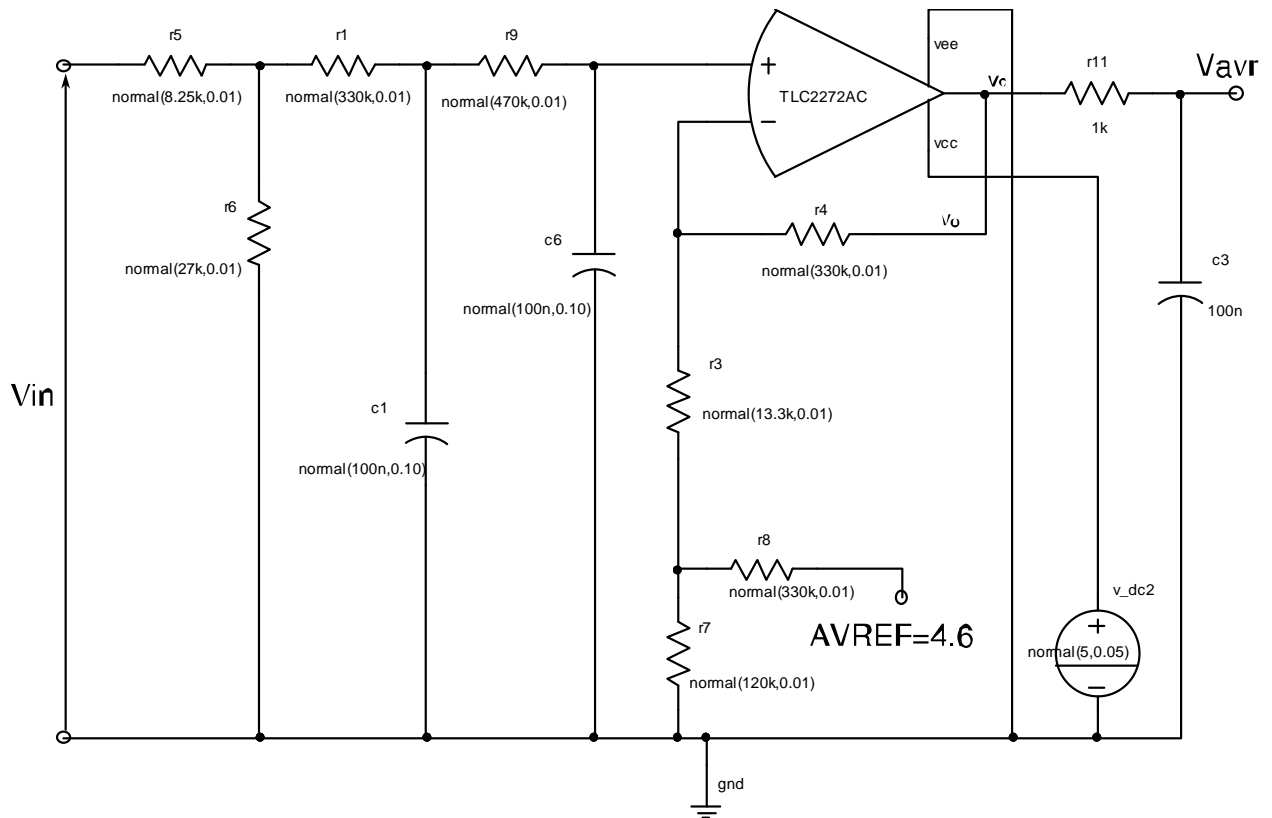 r5
r1
r9
normal(8.25k,0.01)
normal(330k,0.01)
normal(470k,0.01)
+
−
TLC2272AC
vee
vcc
Vo
r11
1k
Vavr
r6
normal(27k,0.01)
c6
normal(100n,0.10)
r4
Vo
normal(330k,0.01)
c3
100n
Vin
c1
normal(100n,0.10)
r3
normal(13.3k,0.01)
r8
normal(330k,0.01)
AVREF=4.6
r7
normal(120k,0.01)
v_dc2
+
normal(5,0.05)
−
gnd